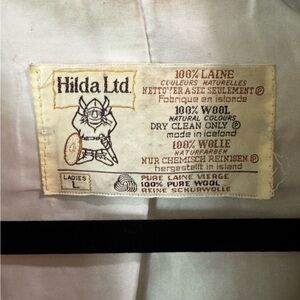 Hilda Ltd.
100% LAINE
COULEURS NATURELLES
NETTOYER A SEC SEULEMENT Ⓟ
Fabrique en islande
100% WOOL
NATURAL COLOURS
DRY CLEAN ONLY Ⓟ
made in iceland
100% WOLLE
NATURFARBEN
NUR CHEMISCH REINIGEN Ⓟ
hergestellt in island
LADIES
L
PURE LAINE VIERGE
100% PURE WOOL
REINE SCHURWOLLE